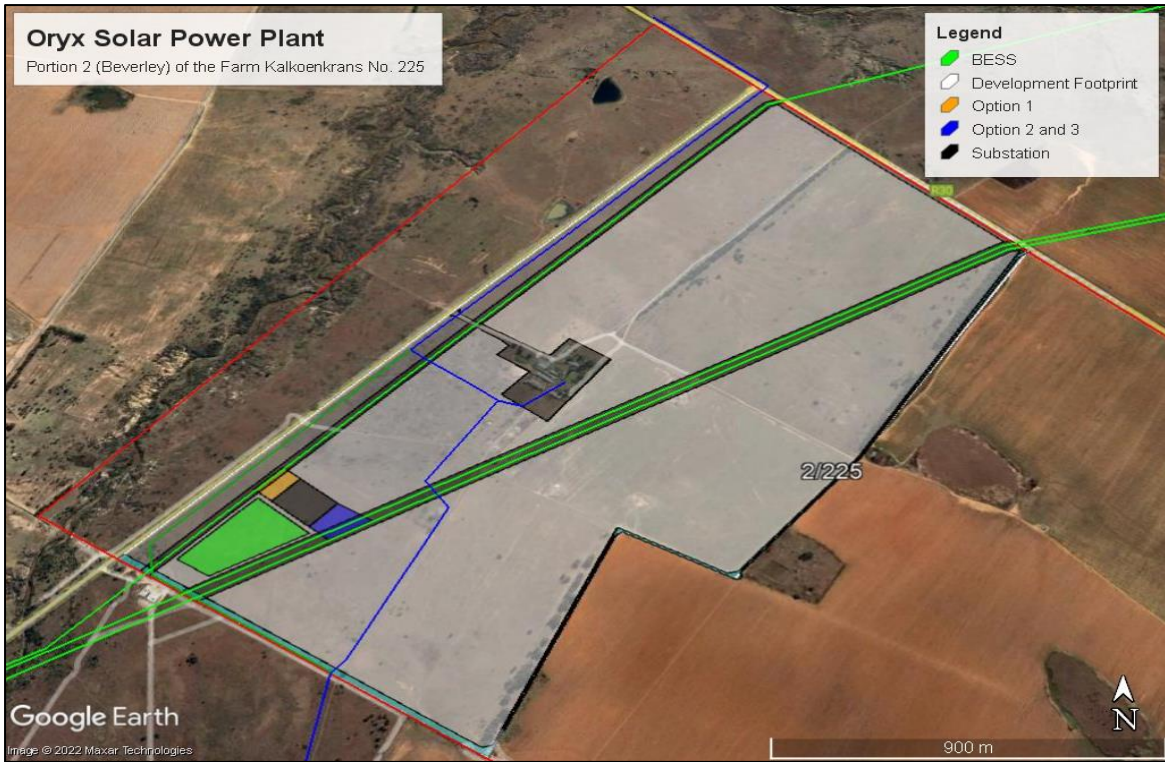 Oryx Solar Power Plant
Portion 2 (Beverley) of the Farm Kalkoenkrans No. 225
Legend
BESS
Development Footprint
Option 1
Option 2 and 3
Substation
R30
2/225
Google Earth
Image © 2022 Maxar Technologies
N
900 m